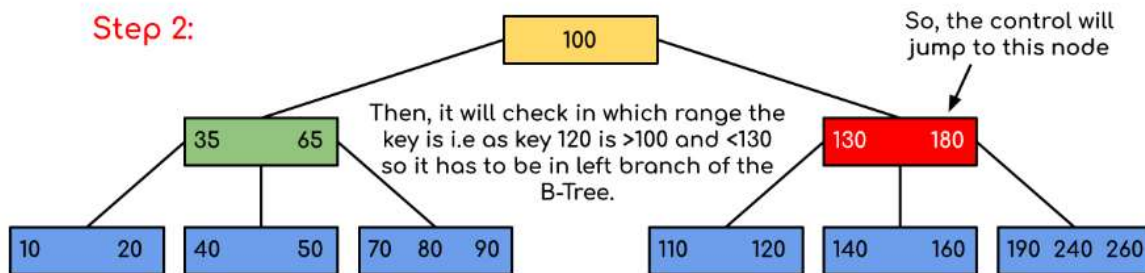 Step 2:
100
So, the control will
jump to this node
Then, it will check in which range the
key is i.e as key 120 is >100 and <130
so it has to be in left branch of the
B-Tree.
35 65
130 180
10 20
40 50
70 80 90
110 120
140 160
190 240 260